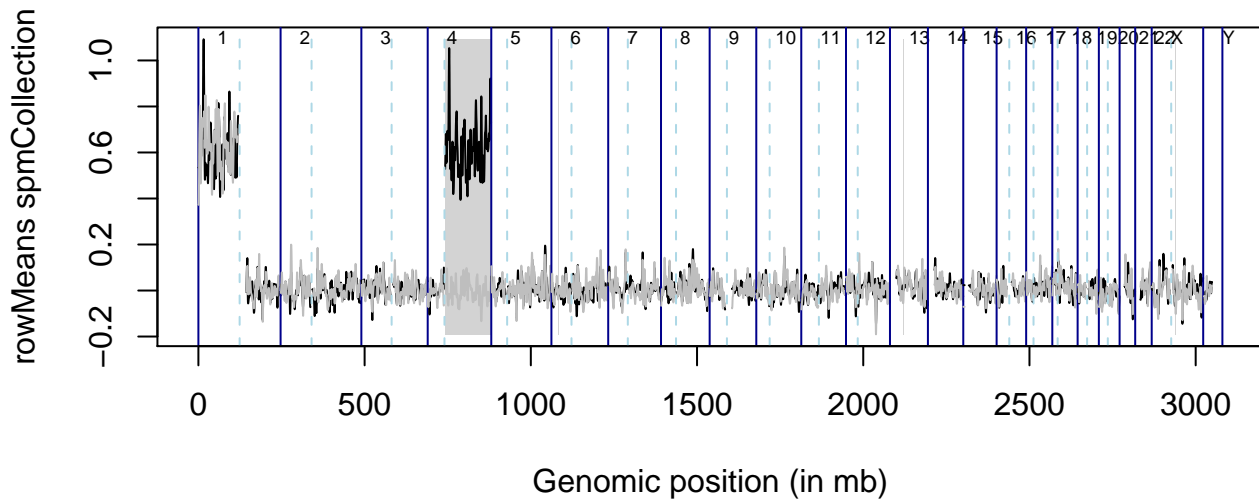 1 2 3 4 5 6 7 8 9 10 11 12 13 14 15 16 17 18 19 20 21 22 X Y
rowMeans spmCollection
1.0
0.6
0.2
−0.2
0 500 1000 1500 2000 2500 3000
Genomic position (in mb)